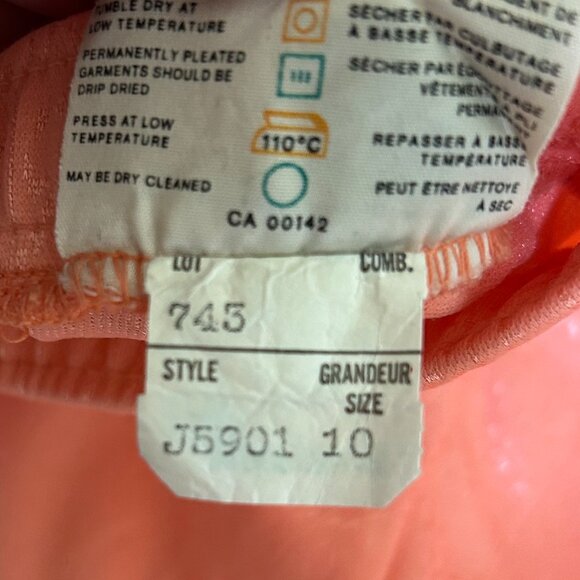 TUMBLE DRY AT
LOW TEMPERATURE
PERMANENTLY PLEATED
GARMENTS SHOULD BE
DRIP DRIED
PRESS AT LOW
TEMPERATURE
MAY BE DRY CLEANED
110°C
CA 00142
BLANCHIMENT
SÉCHER PAR CULBUTAGE
À BASSE TEMPÉRATURE
SÉCHER PAR
REPASSER À BASSE
TEMPÉRATURE
PEUT ÊTRE NETTOYÉ
À SEC
LOT COMB.
743
STYLE GRANDEUR
SIZE
J5901 10